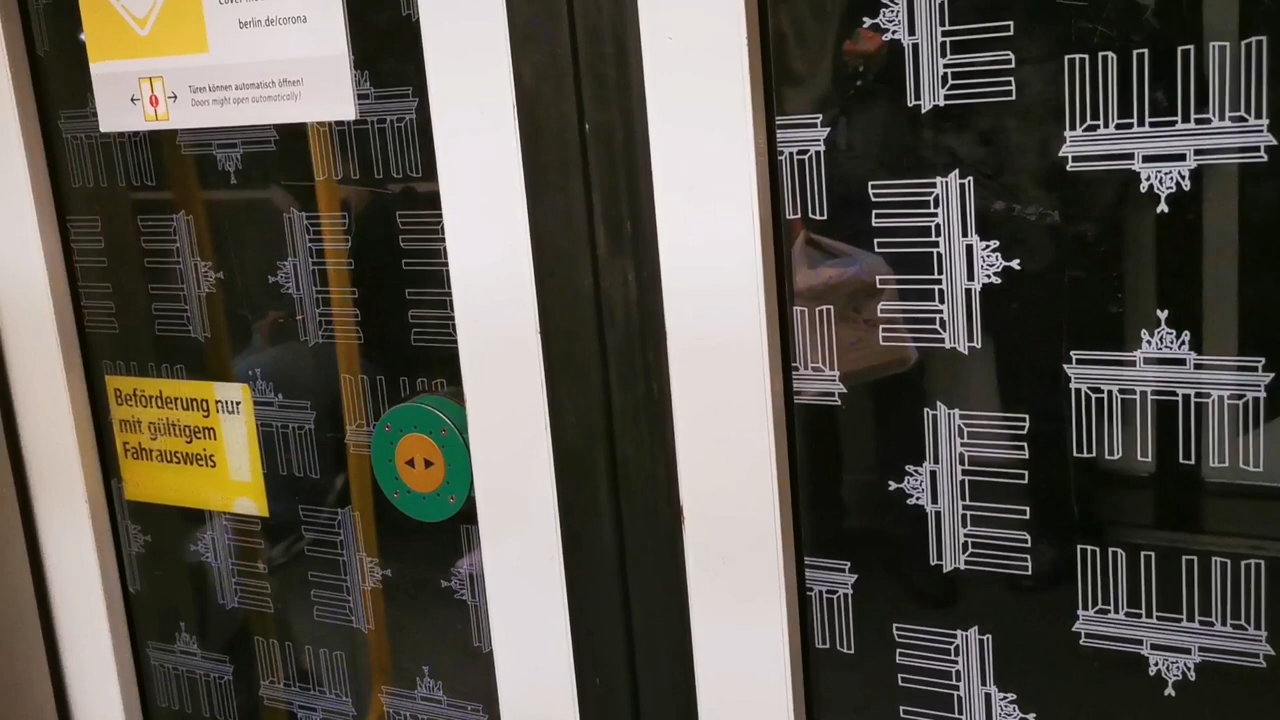 berlin.de/corona
Türen können automatisch öffnen!
Doors might open automatically!
Beförderung nur
mit gültigem
Fahrausweis